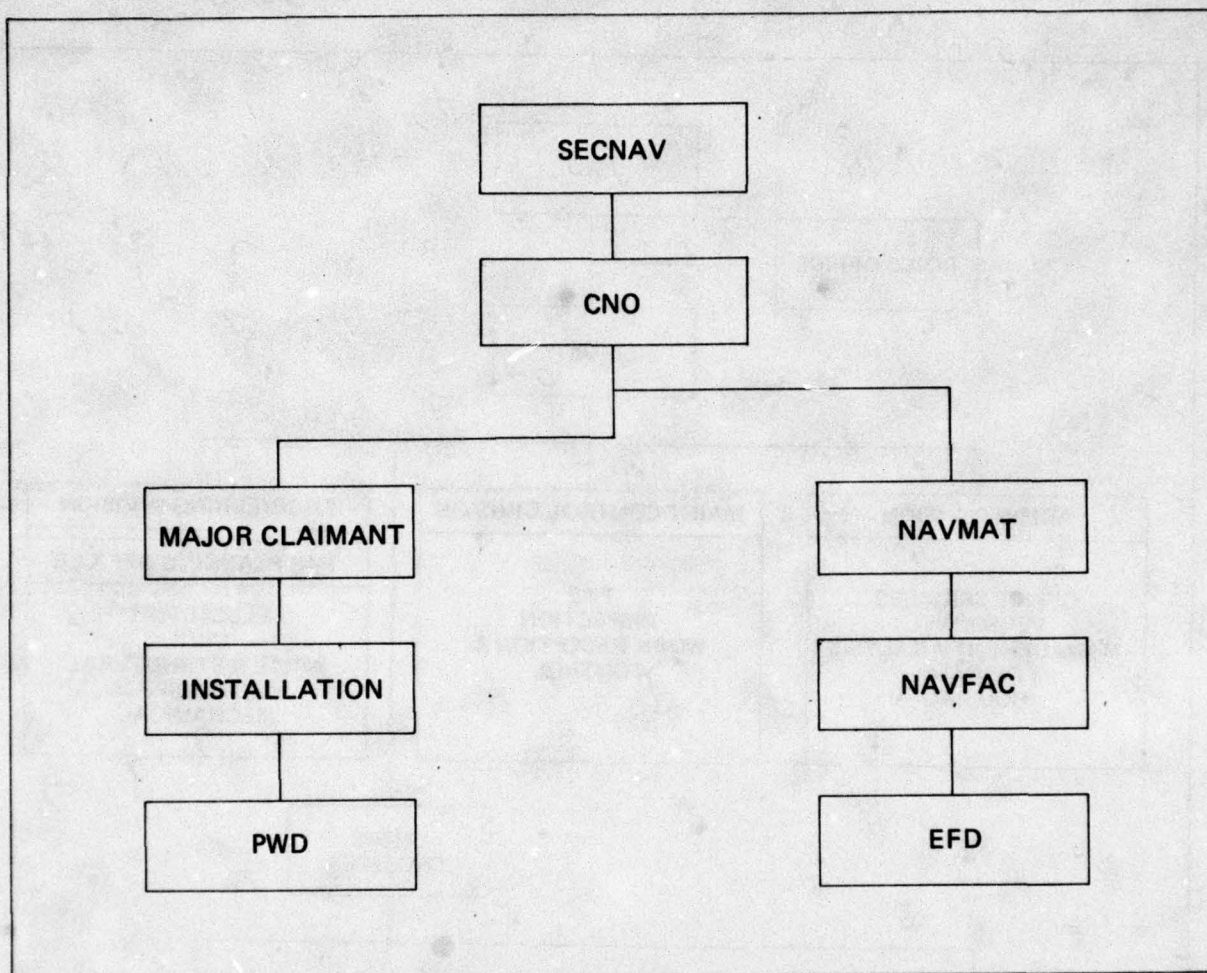 SECNAV
CNO
MAJOR CLAIMANT
NAVMAT
INSTALLATION
NAVFAC
PWD
EFD